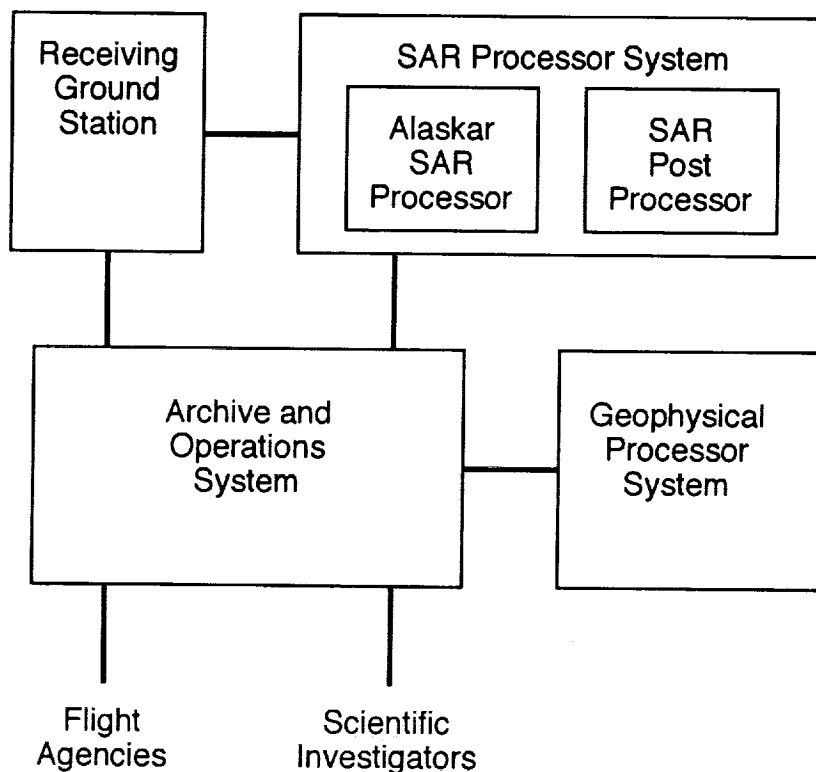 Receiving
Ground
Station
SAR Processor System
Alaskar
SAR
Processor
SAR
Post
Processor
Archive and
Operations
System
Geophysical
Processor
System
Flight
Agencies
Scientific
Investigators